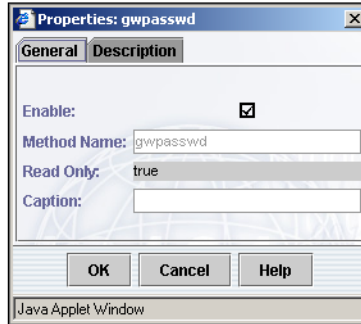 Properties: gwpasswd
General Description
Enable:
Method Name: gwpasswd
Read Only: true
Caption:
OK Cancel Help
Java Applet Window